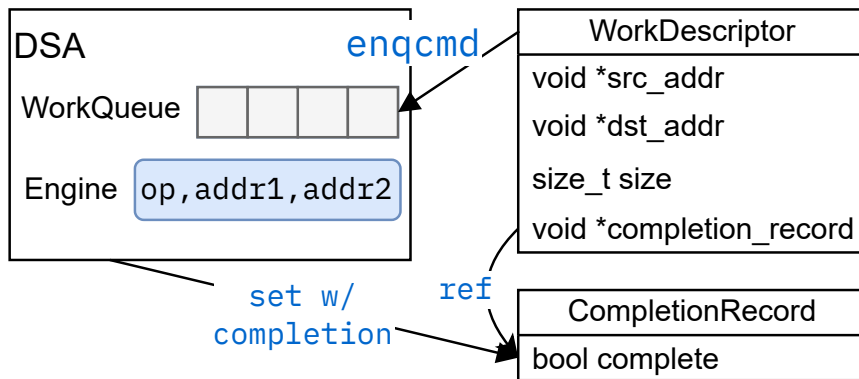 DSA
enqcmd
WorkQueue
Engine
op,addr1,addr2
WorkDescriptor
void *src_addr
void *dst_addr
size_t size
void *completion_record
set w/
completion
ref
CompletionRecord
bool complete